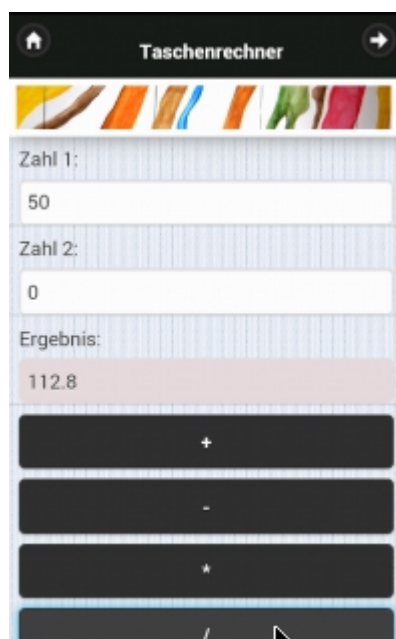 Taschenrechner
Zahl 1:
50
Zahl 2:
0
Ergebnis:
112.8
+
-
*
/